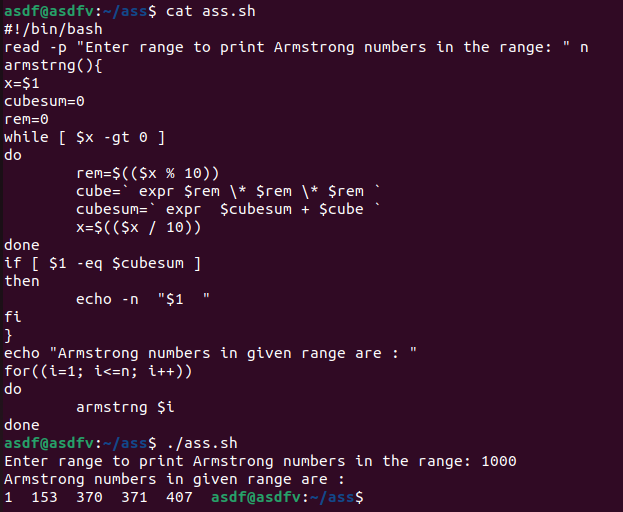 asdf@asdfv:~/ass$ cat ass.sh
#!/bin/bash
read -p "Enter range to print Armstrong numbers in the range: " n
armstrng(){
x=$1
cubesum=0
rem=0
while [ $x -gt 0 ]
do
        rem=$(($x % 10))
        cube=` expr $rem \* $rem \* $rem `
        cubesum=` expr  $cubesum + $cube `
        x=$(($x / 10))
done
if [ $1 -eq $cubesum ]
then
        echo -n  "$1  "
fi
}
echo "Armstrong numbers in given range are : "
for((i=1; i<=n; i++))
do
        armstrng $i
done
asdf@asdfv:~/ass$ ./ass.sh
Enter range to print Armstrong numbers in the range: 1000
Armstrong numbers in given range are :
1  153  370  371  407  asdf@asdfv:~/ass$